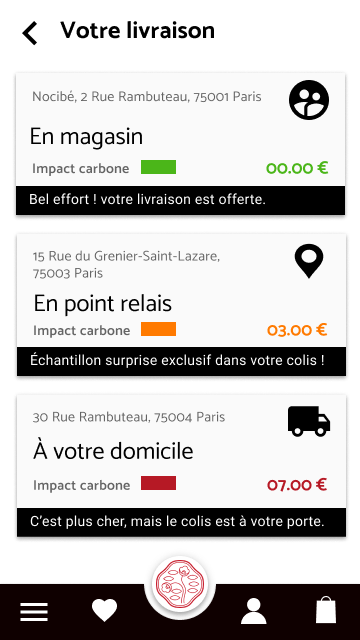 Votre livraison
Nocibé, 2 Rue Rambuteau, 75001 Paris
En magasin
Impact carbone
00.00 €
Bel effort ! votre livraison est offerte.
15 Rue du Grenier-Saint-Lazare,
75003 Paris
En point relais
Impact carbone
03.00 €
Échantillon surprise exclusif dans votre colis !
30 Rue Rambuteau, 75004 Paris
À votre domicile
Impact carbone
07.00 €
C'est plus cher, mais le colis est à votre porte.